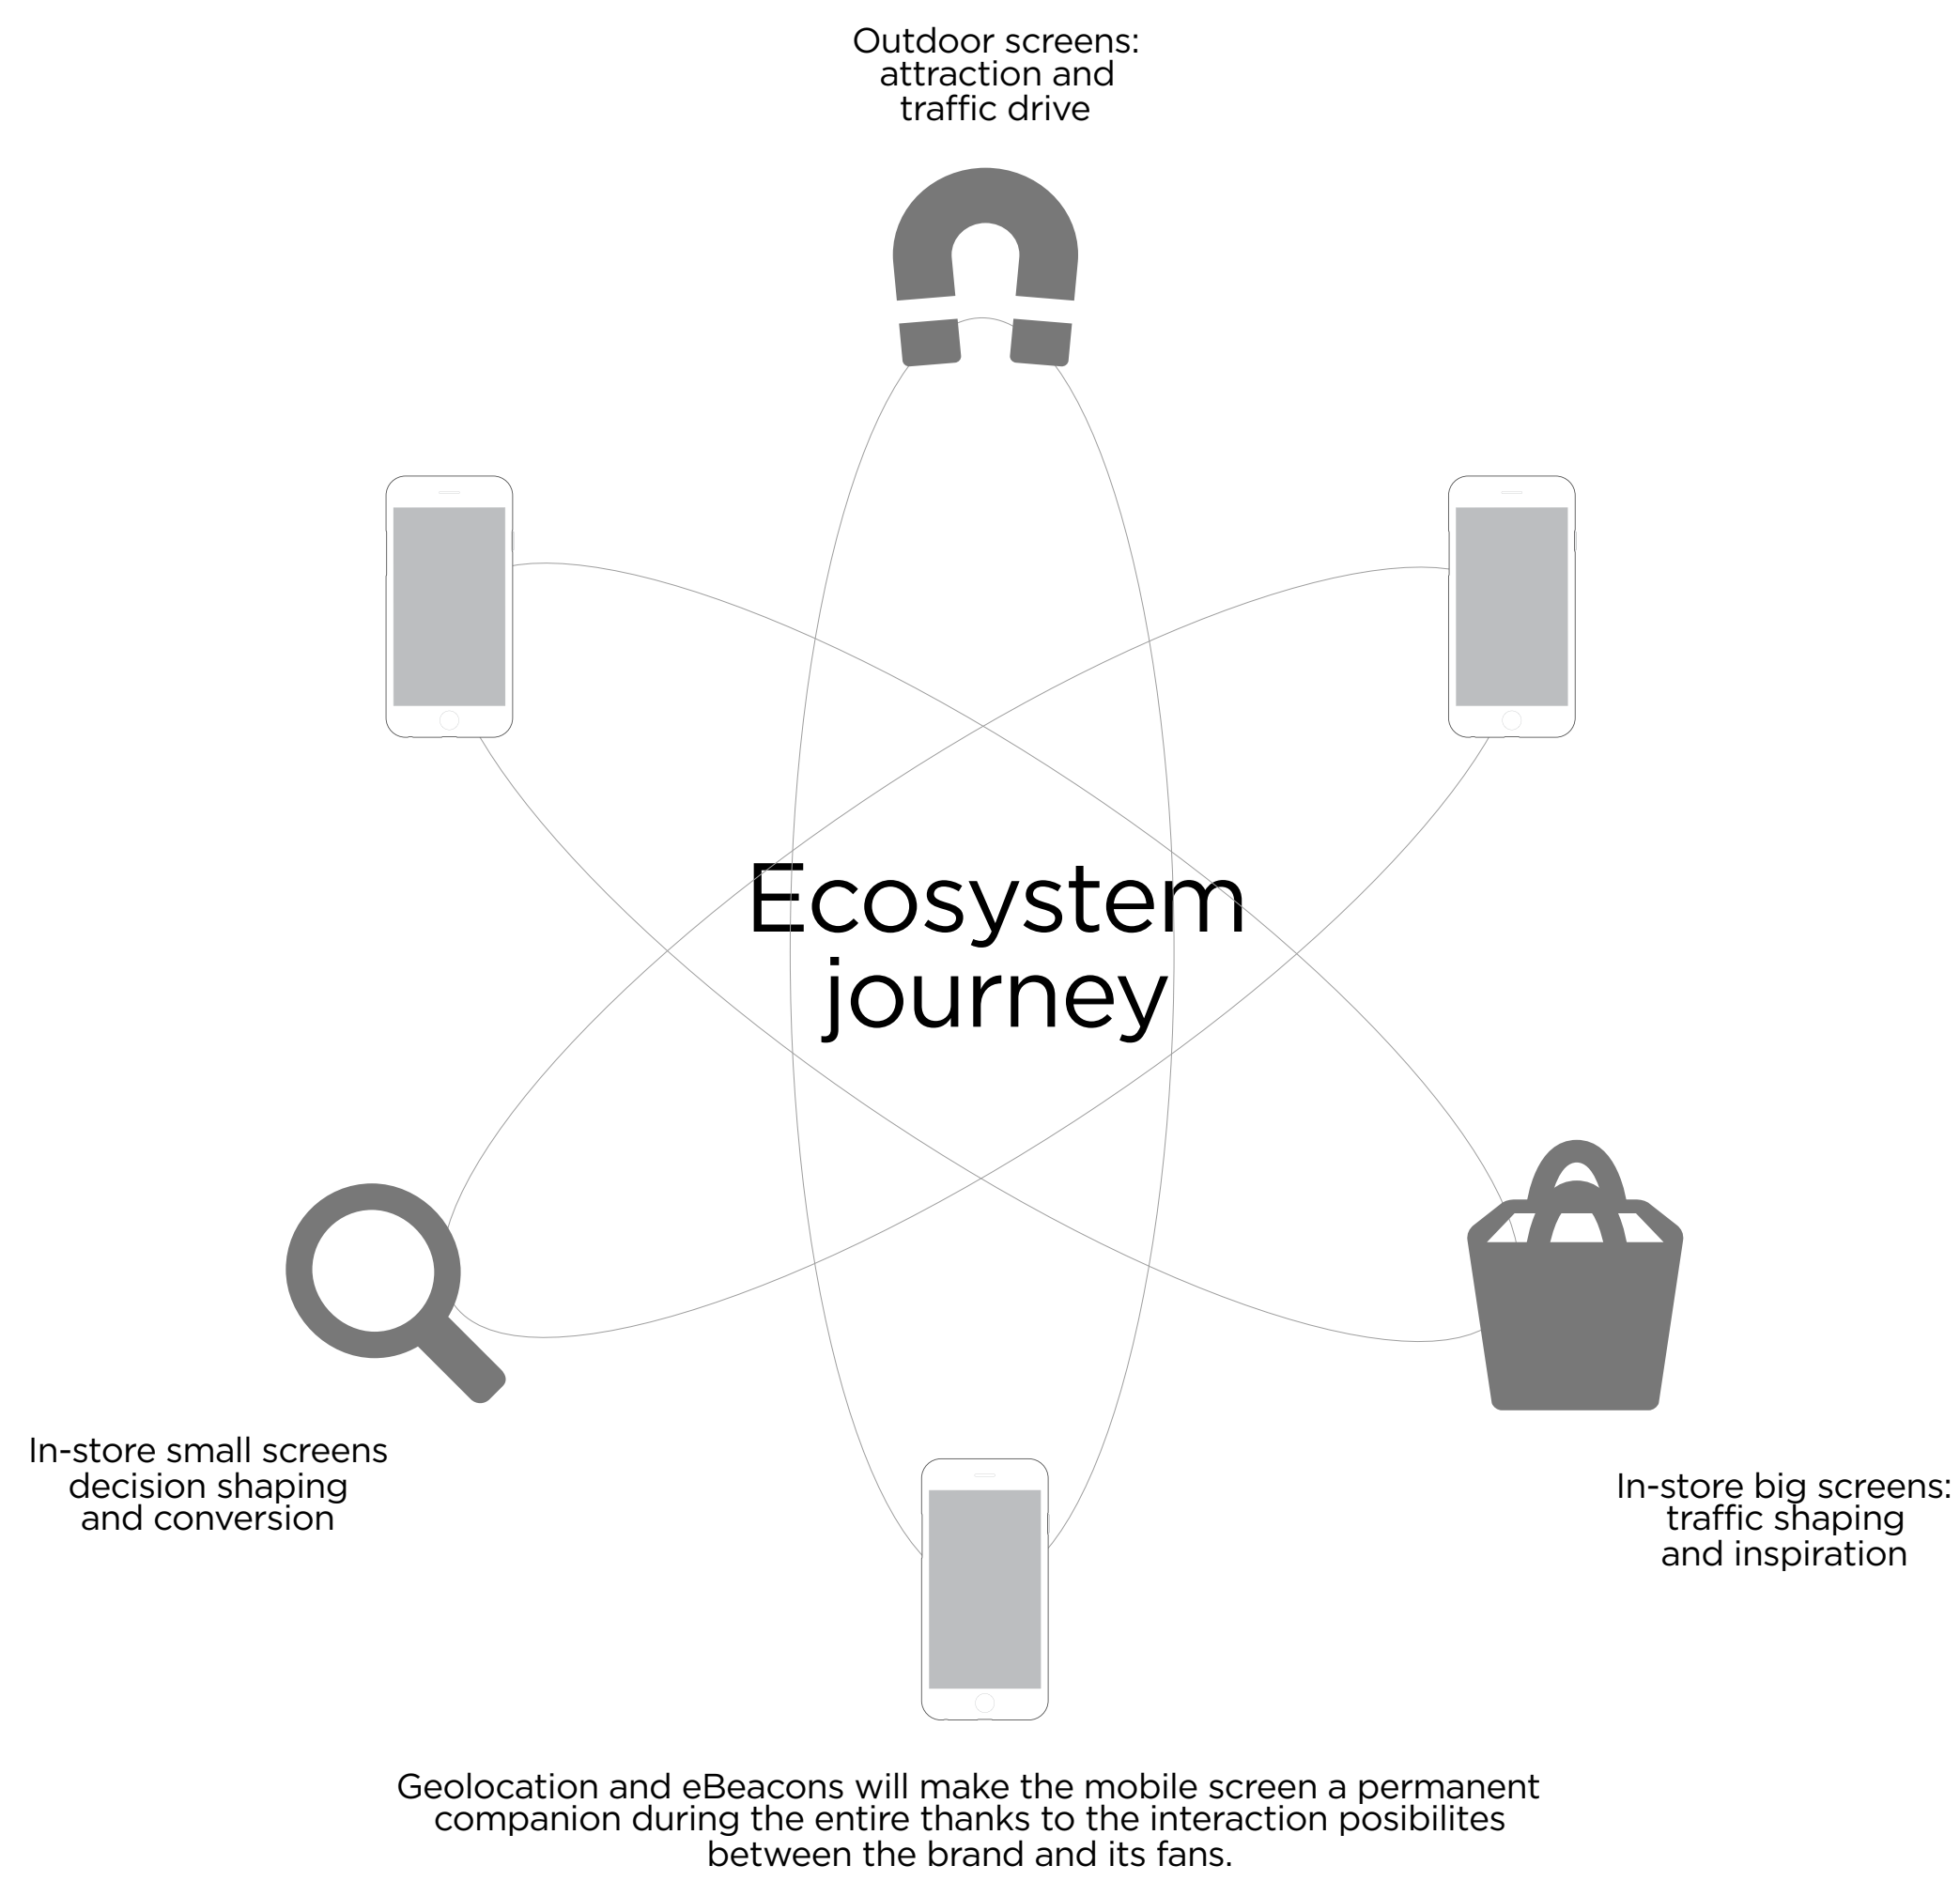 Outdoor screens:
attraction and
traffic drive
Ecosystem
journey
In-store small screens
decision shaping
and conversion
In-store big screens:
traffic shaping
and inspiration
Geolocation and eBeacons will make the mobile screen a permanent
companion during the entire thanks to the interaction posibilites
between the brand and its fans.